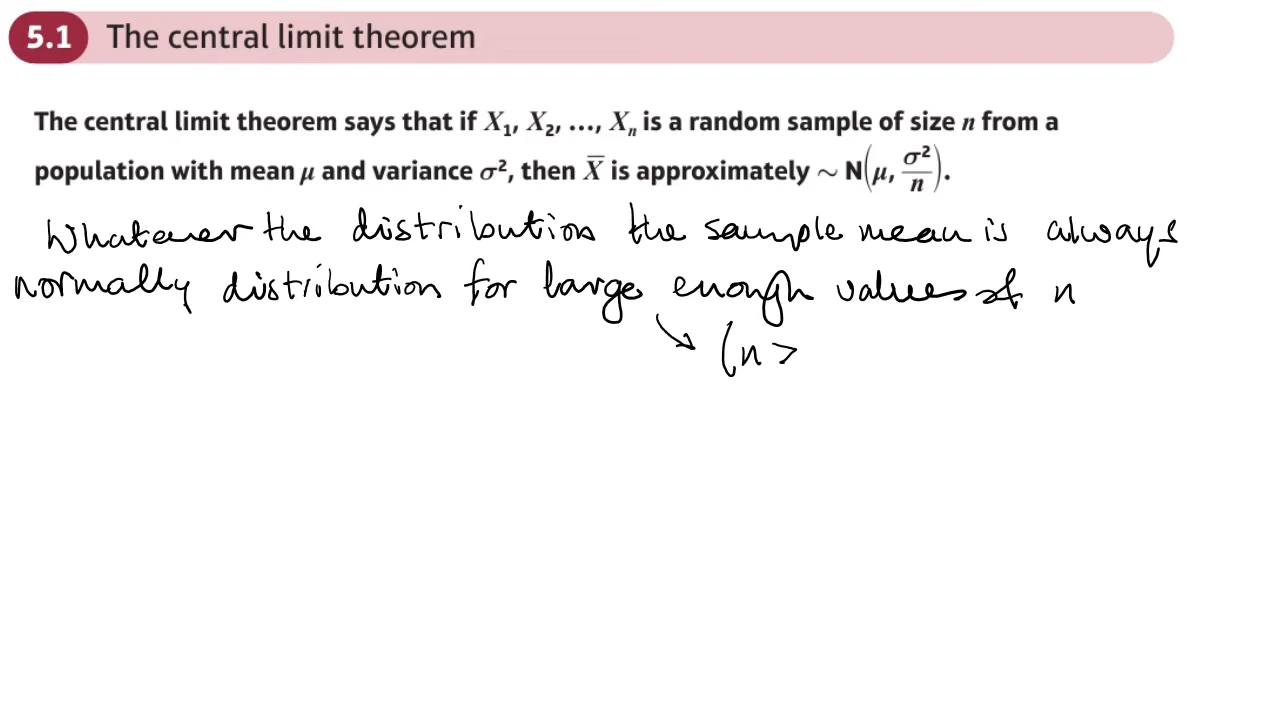 5.1 The central limit theorem
The central limit theorem says that if X₁, X₂, ..., Xₙ is a random sample of size n from a
population with mean μ and variance σ², then X̅ is approximately ~ N(μ, σ²/n).
Whatever the distribution the sample mean is always
normally distribution for large enough values of n
↘ (n >